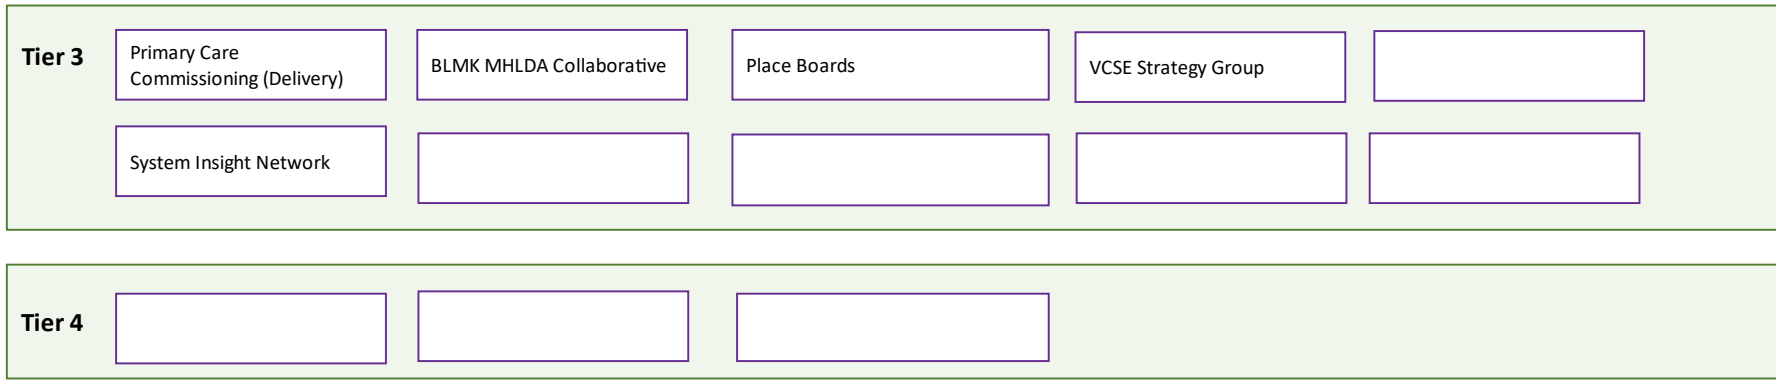 Tier 3
Primary Care
Commissioning (Delivery)
BLMK MHLDA Collaborative
Place Boards
VCSE Strategy Group
System Insight Network
Tier 4